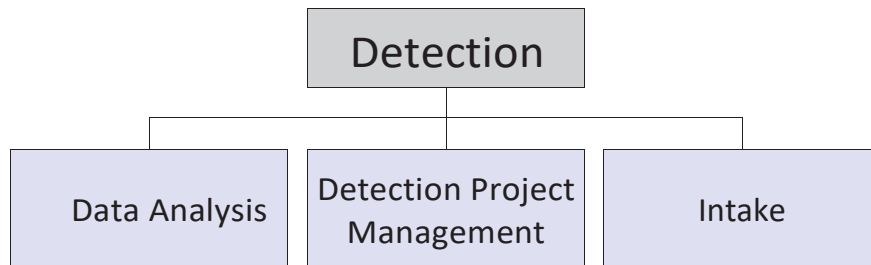 Detection
Data Analysis
Detection Project
Management
Intake